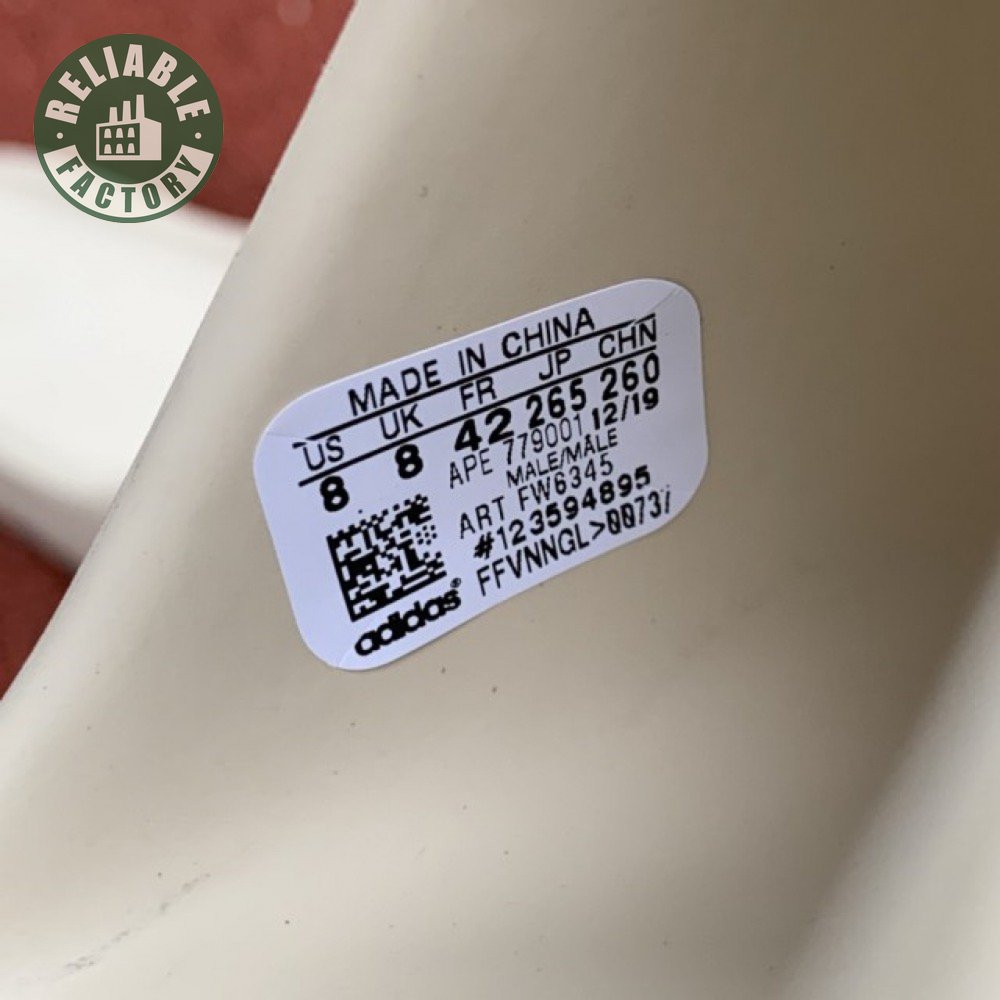 RELIABLE
FACTORY
MADE IN CHINA
US UK FR JP CHN
8 8 42 265 260
APE 779001 12/19
MALE/MALE
ART FW6345
#123594895
FFVNNGL>0073
adidas®